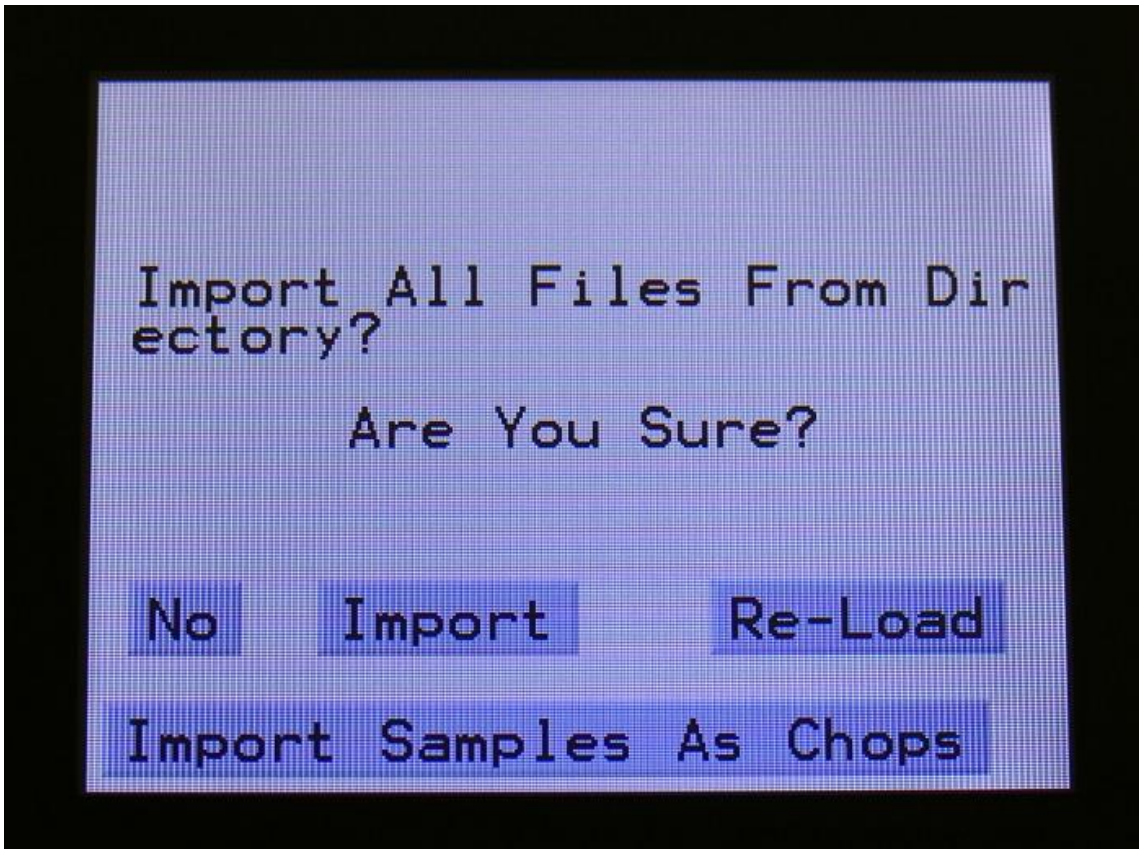 Import All Files From Dir
ectory?
Are You Sure?
No Import Re-Load
Import Samples As Chops